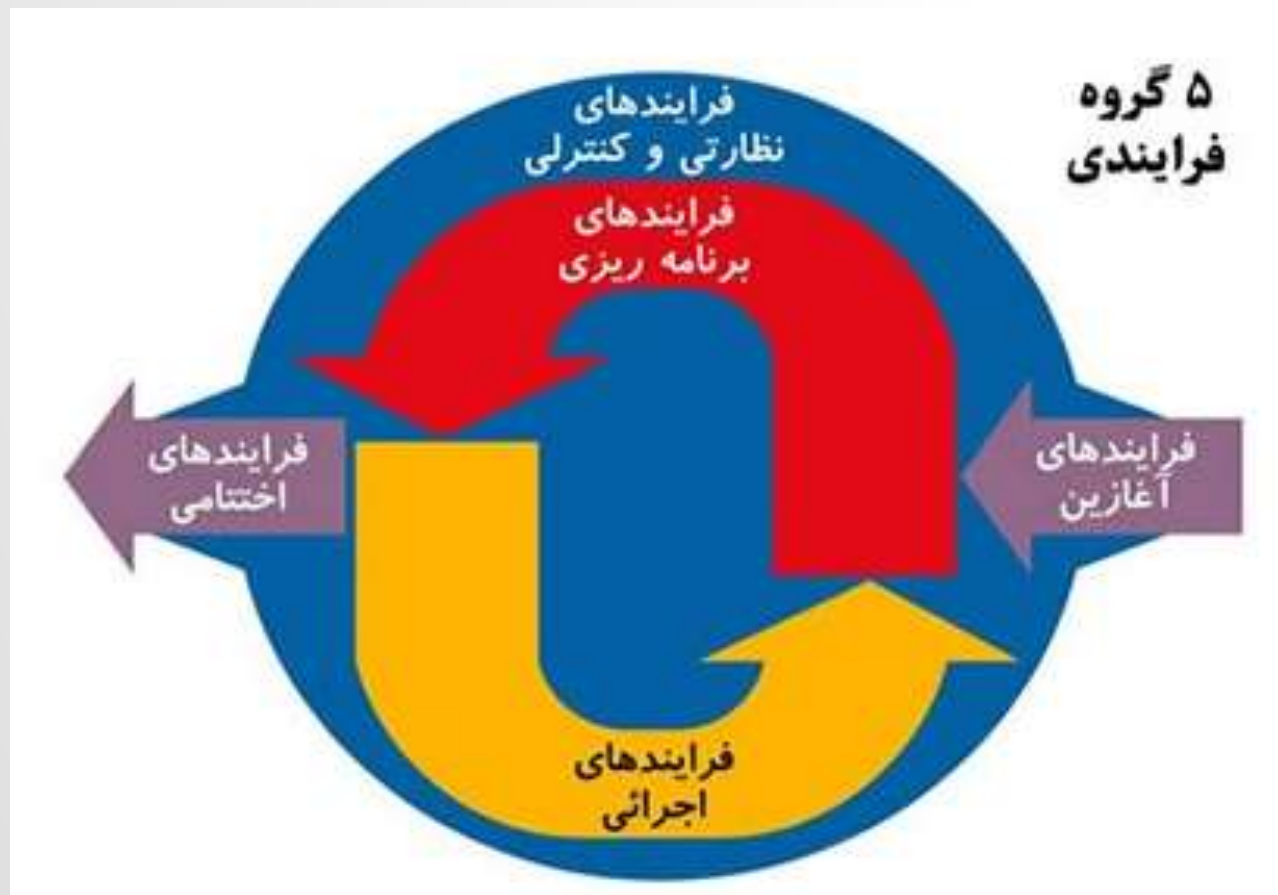 ۵ گروه
فرایندی
فرایندهای
نظارتی و کنترلی
فرایندهای
برنامه ریزی
فرایندهای
آغازین
فرایندهای
اختتامی
فرایندهای
اجرائی